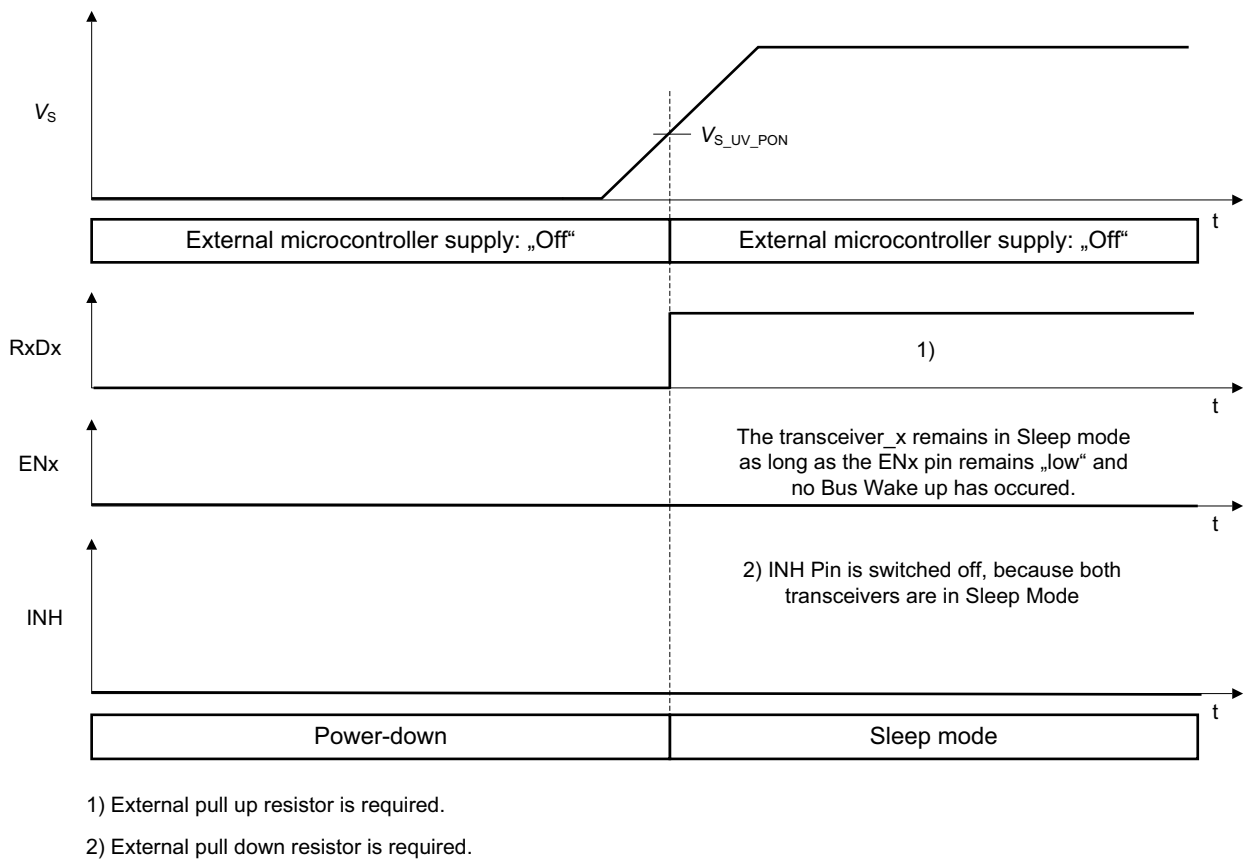 V_S
V_S_UV_PON
t
External microcontroller supply: „Off“
External microcontroller supply: „Off“
RxDx
1)
t
The transceiver_x remains in Sleep mode
as long as the ENx pin remains „low“ and
no Bus Wake up has occured.
ENx
t
2) INH Pin is switched off, because both
transceivers are in Sleep Mode
INH
t
Power-down
Sleep mode
1) External pull up resistor is required.
2) External pull down resistor is required.